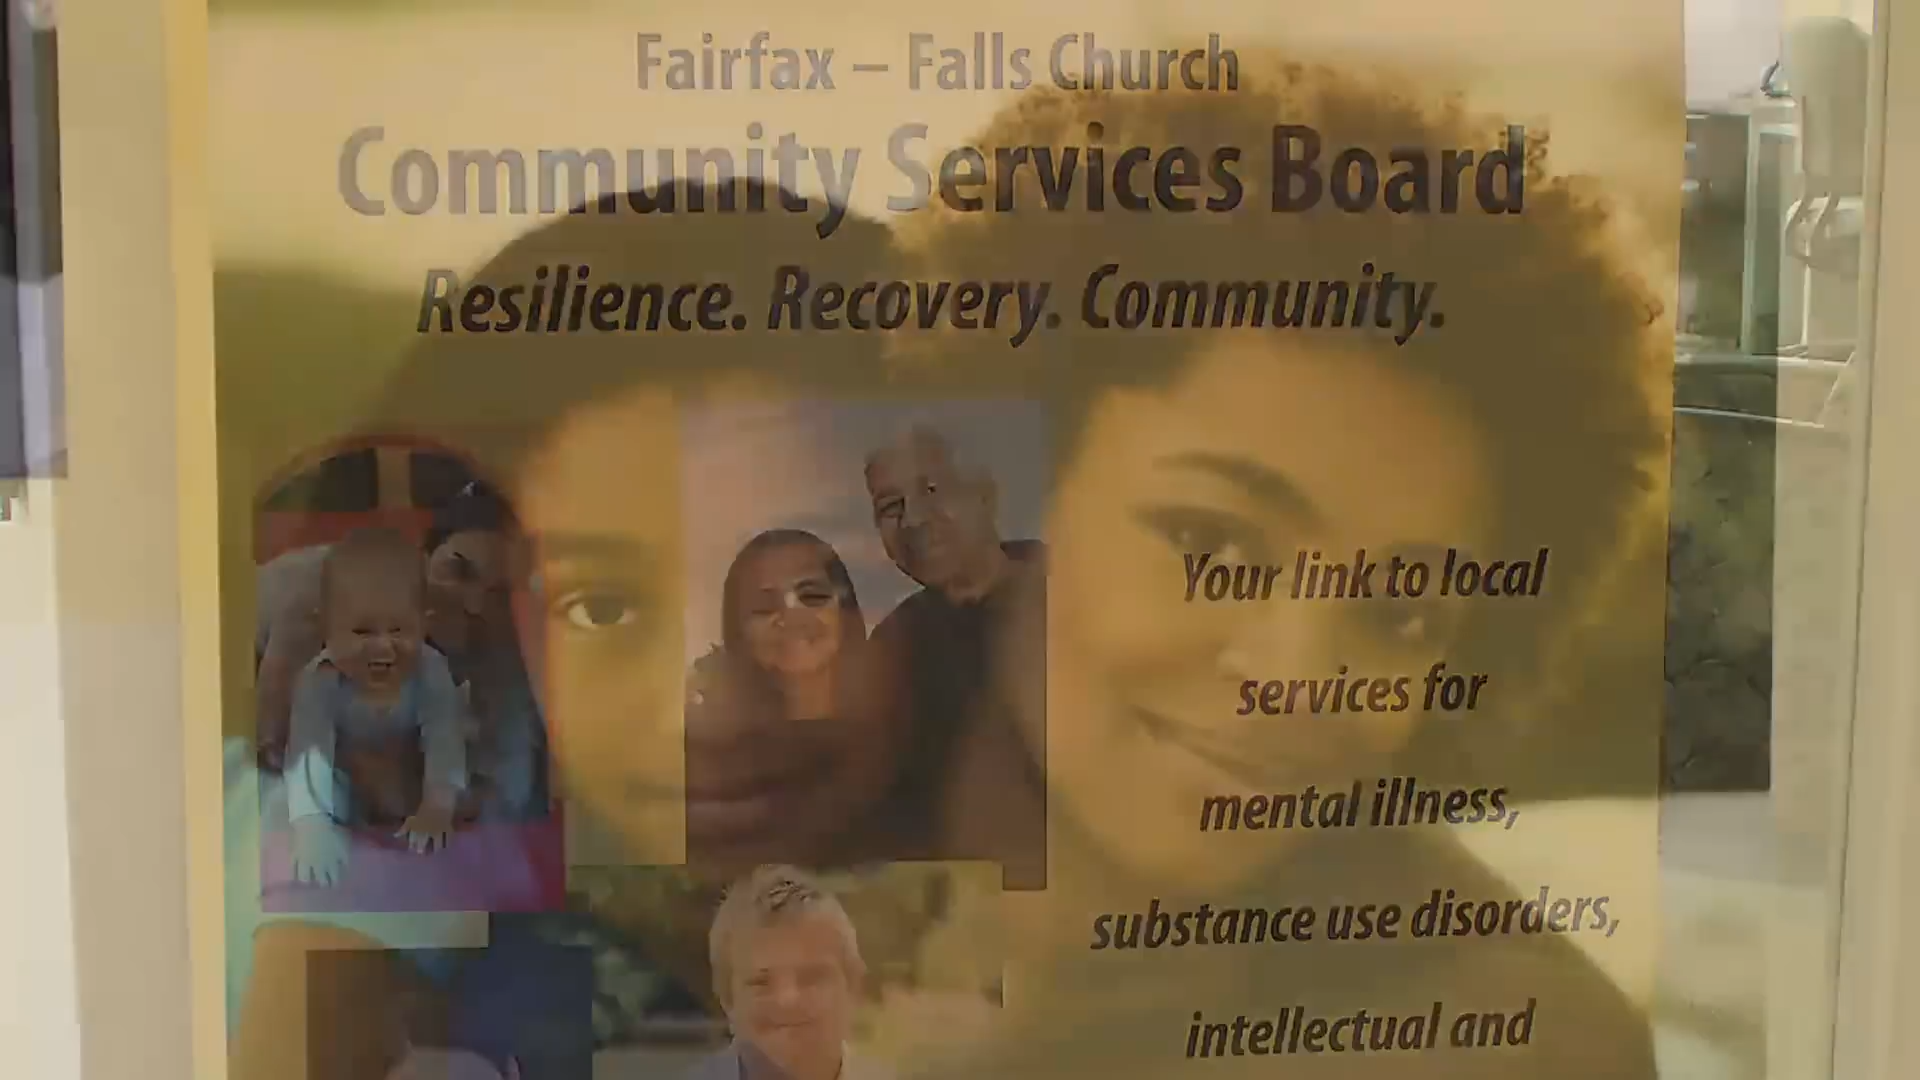 Fairfax – Falls Church
Community Services Board
Resilience. Recovery. Community.
Your link to local
services for
mental illness,
substance use disorders,
intellectual and